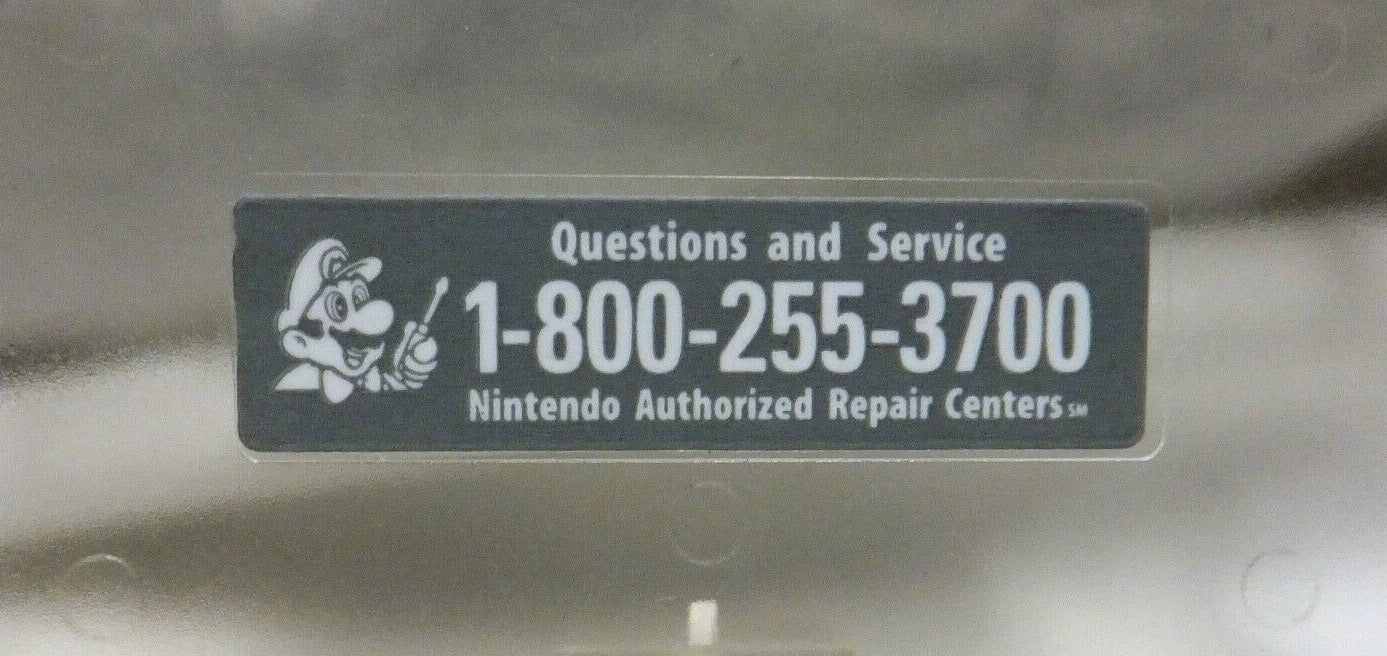 Questions and Service
1-800-255-3700
Nintendo Authorized Repair Centers SM